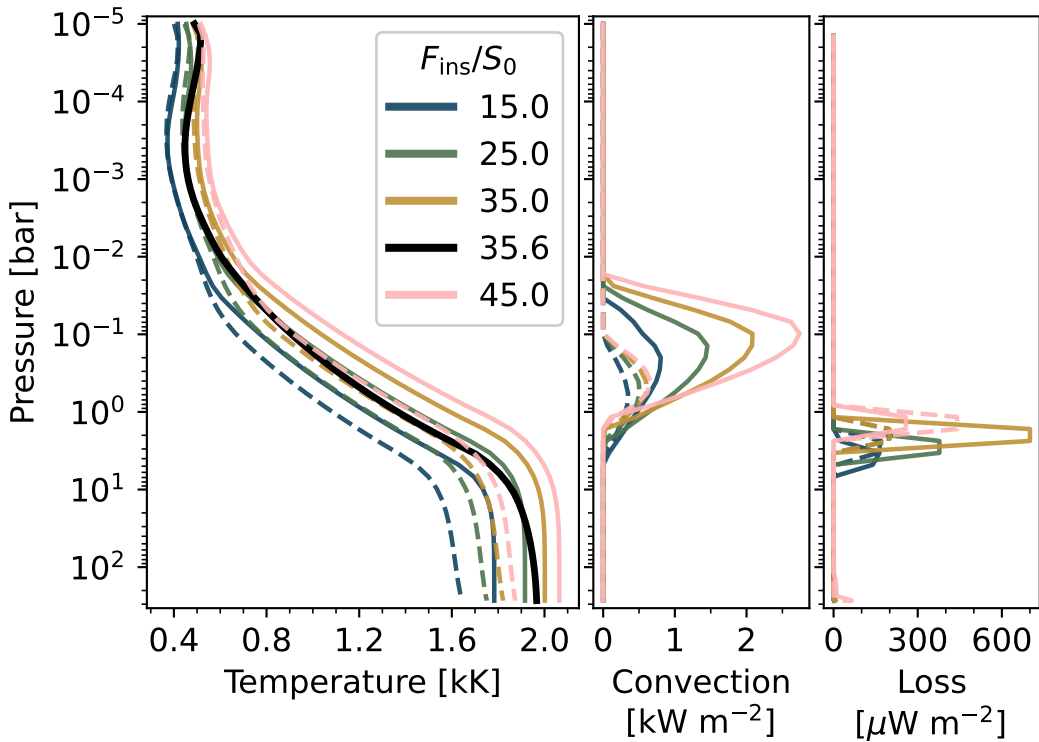 10⁻⁵
10⁻⁴
10⁻³
10⁻²
10⁻¹
10⁰
10¹
10²
Pressure [bar]
F_ins/S_0
15.0
25.0
35.0
35.6
45.0
0.4 0.8 1.2 1.6 2.0
Temperature [kK]
0 1 2
Convection
[kW m⁻²]
0 300 600
Loss
[μW m⁻²]